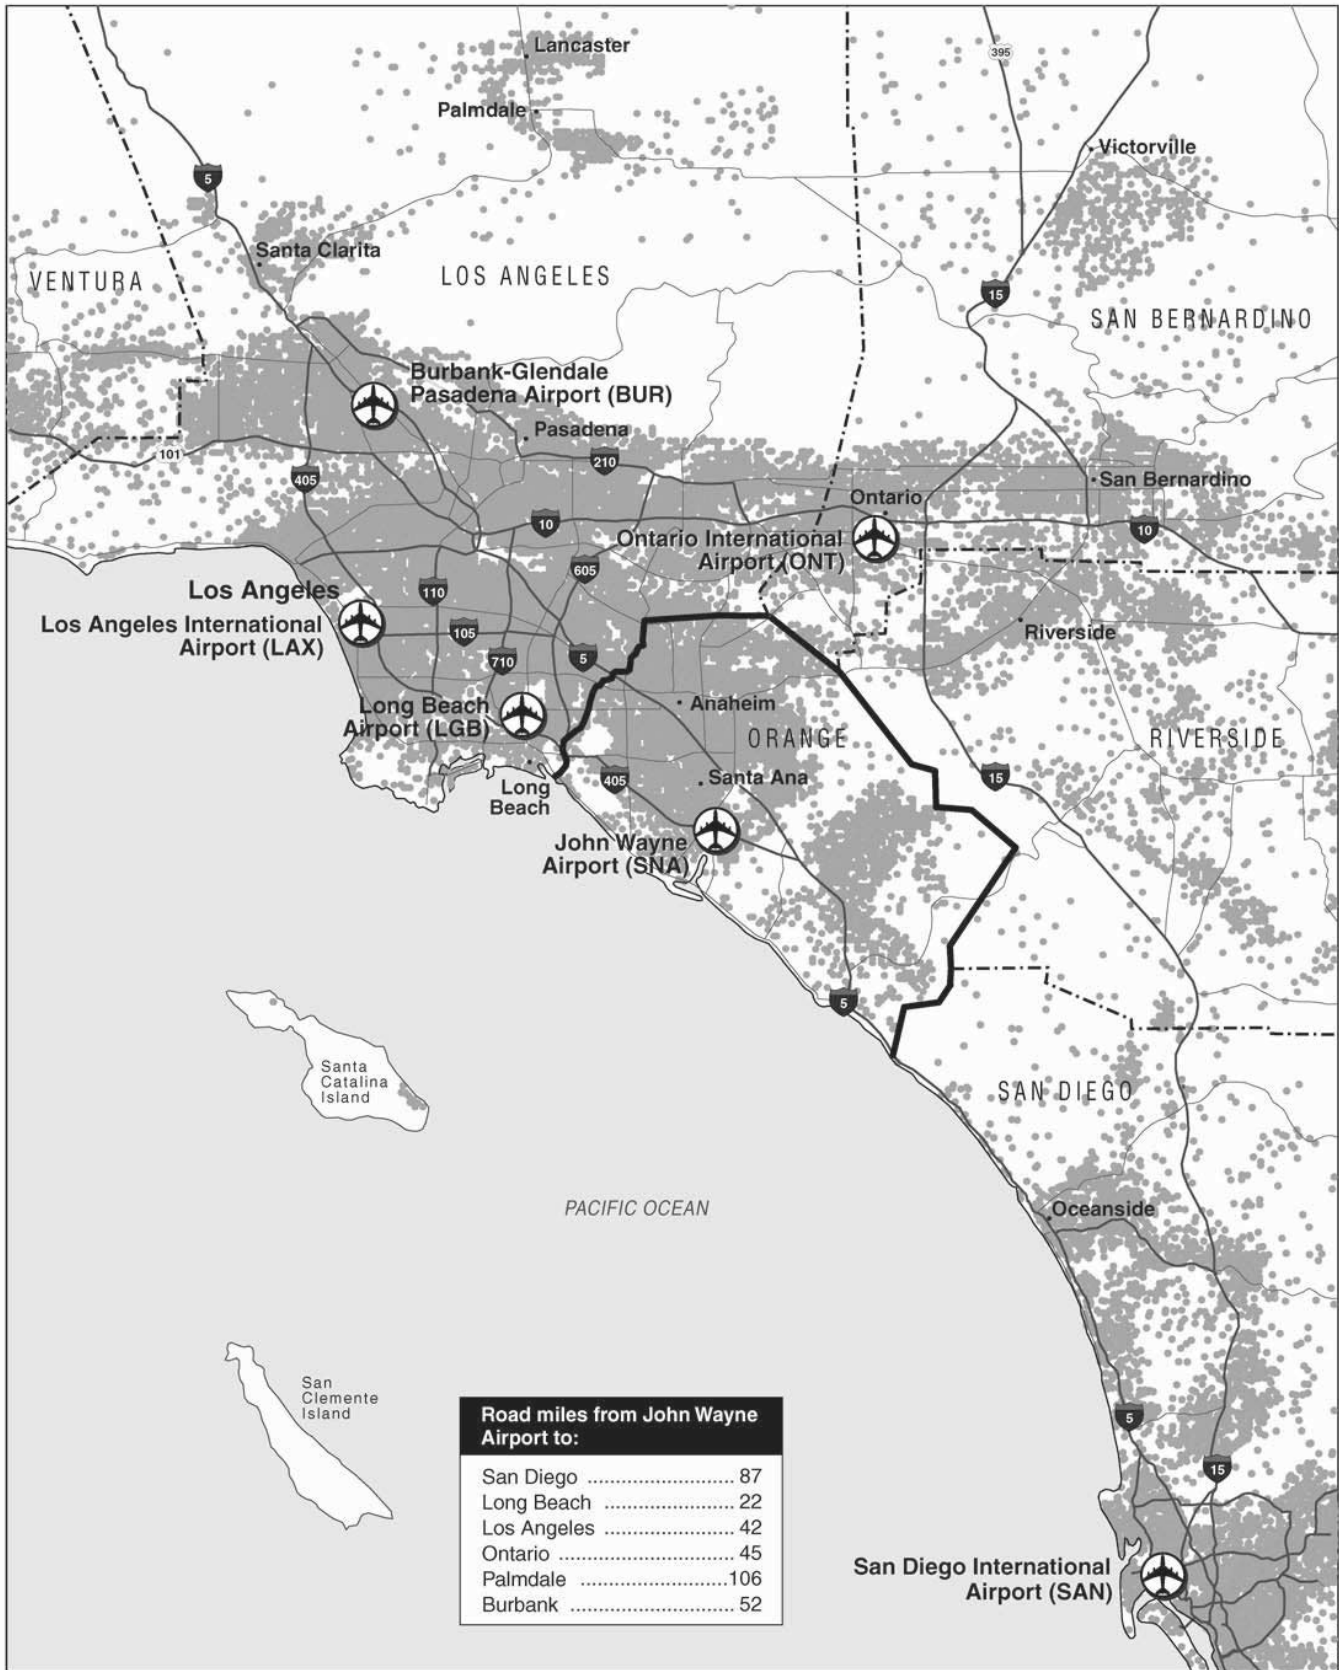 Lancaster
395
Palmdale
Victorville
5
Santa Clarita
VENTURA
LOS ANGELES
15
SAN BERNARDINO
Burbank-Glendale
Pasadena Airport (BUR)
Pasadena
101
210
405
San Bernardino
Ontario
10
10
Ontario International
Airport (ONT)
605
Los Angeles
110
Los Angeles International
Airport (LAX)
105
Riverside
710
5
Long Beach
Airport (LGB)
Anaheim
ORANGE
RIVERSIDE
405
Santa Ana
15
Long
Beach
John Wayne
Airport (SNA)
5
Santa
Catalina
Island
SAN DIEGO
PACIFIC OCEAN
Oceanside
San
Clemente
Island
5
15
Road miles from John Wayne
Airport to:
San Diego ............................ 87
Long Beach ......................... 22
Los Angeles ........................ 42
Ontario ................................. 45
Palmdale ............................106
Burbank ............................... 52
San Diego International
Airport (SAN)